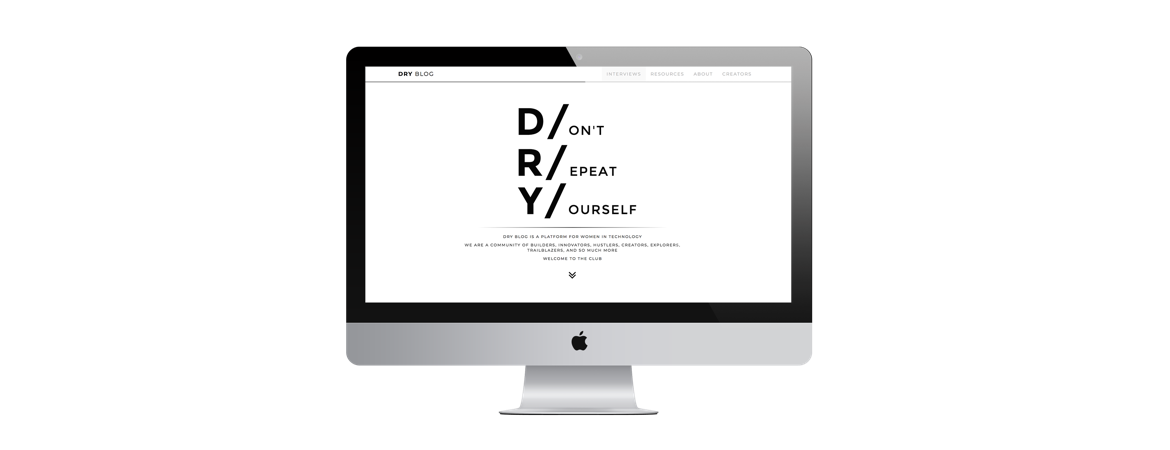 DRY BLOG
INTERVIEWS RESOURCES ABOUT CREATORS
D/ON'T
R/EPEAT
Y/OURSELF
DRY BLOG IS A PLATFORM FOR WOMEN IN TECHNOLOGY
WE ARE A COMMUNITY OF BUILDERS, INNOVATORS, HUSTLERS, CREATORS, EXPLORERS,
TRAILBLAZERS, AND SO MUCH MORE
WELCOME TO THE CLUB